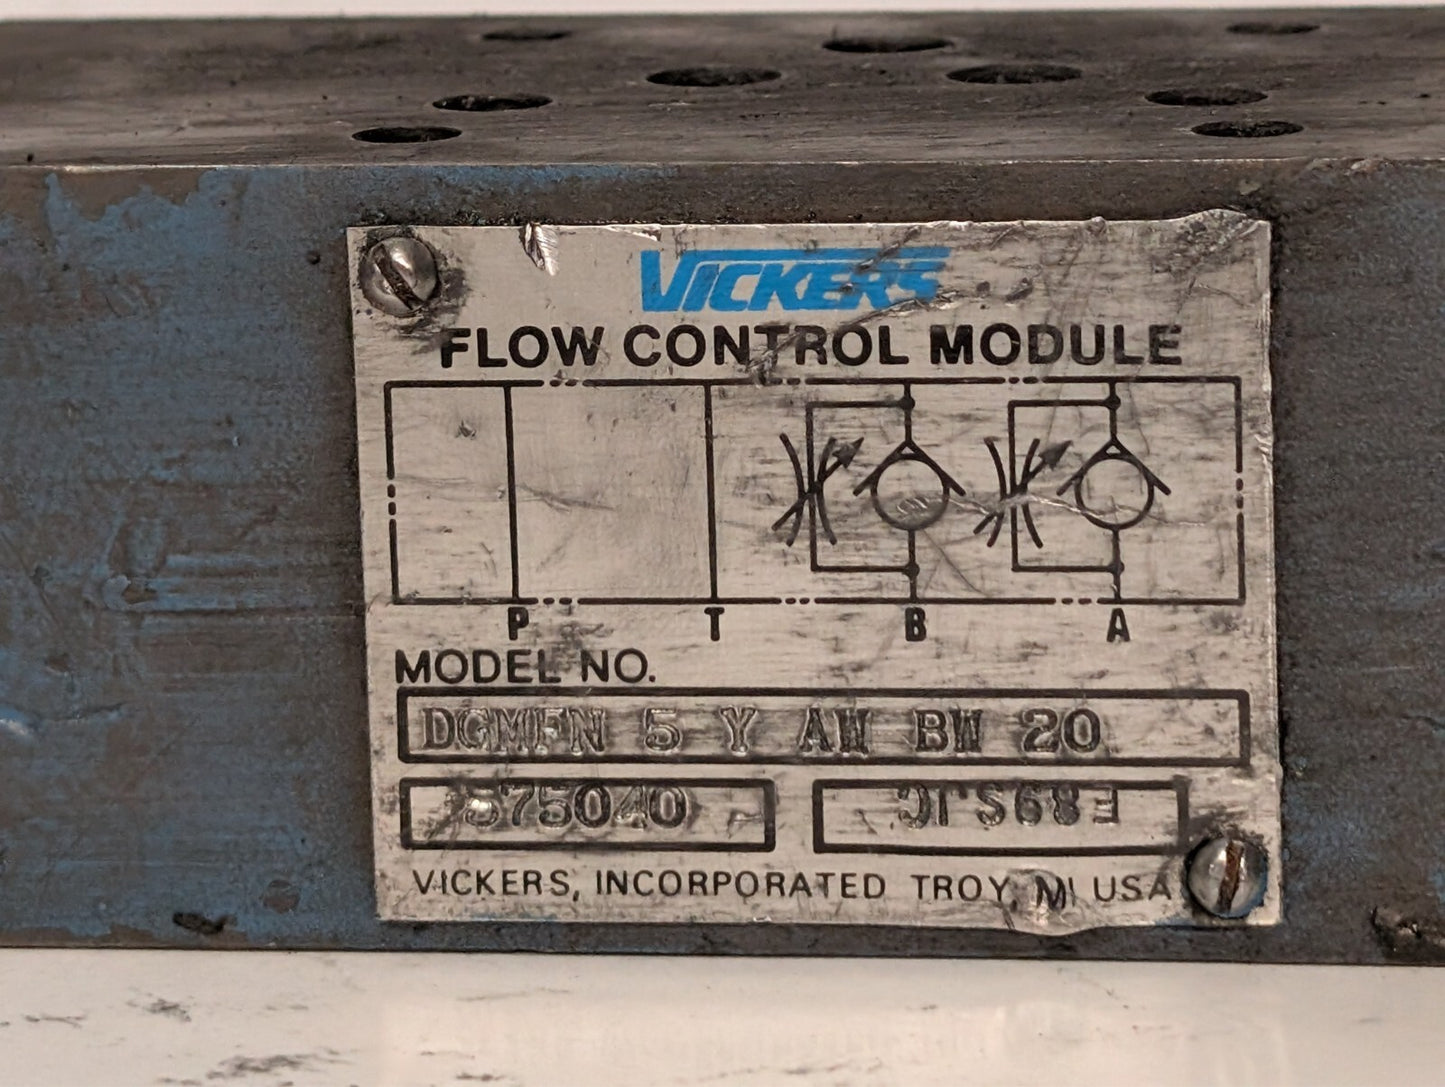 VICKERS
FLOW CONTROL MODULE
P T B A
MODEL NO.
DGMFN 5 Y AW BW 20
575040
VICKERS, INCORPORATED TROY, MI USA